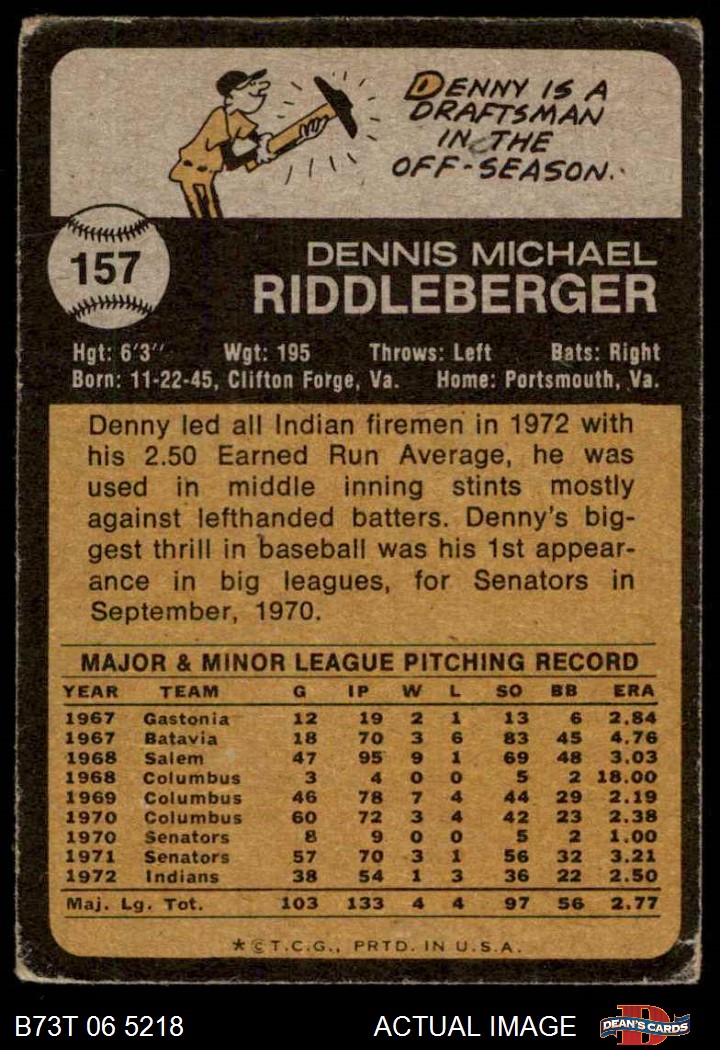 DENNY IS A
DRAFTSMAN
IN THE
OFF-SEASON.
157
DENNIS MICHAEL
RIDDLEBERGER
Hgt: 6'3'' Wgt: 195 Throws: Left Bats: Right
Born: 11-22-45, Clifton Forge, Va. Home: Portsmouth, Va.
Denny led all Indian firemen in 1972 with
his 2.50 Earned Run Average, he was
used in middle inning stints mostly
against lefthanded batters. Denny's big-
gest thrill in baseball was his 1st appear-
ance in big leagues, for Senators in
September, 1970.
MAJOR & MINOR LEAGUE PITCHING RECORD
YEAR TEAM G IP W L SO BB ERA
1967 Gastonia 12 19 2 1 13 6 2.84
1967 Batavia 18 70 3 6 83 45 4.76
1968 Salem 47 95 9 1 69 48 3.03
1968 Columbus 3 4 0 0 5 2 18.00
1969 Columbus 46 78 7 4 44 29 2.19
1970 Columbus 60 72 3 4 42 23 2.38
1970 Senators 8 9 0 0 5 2 1.00
1971 Senators 57 70 3 1 56 32 3.21
1972 Indians 38 54 1 3 36 22 2.50
Maj. Lg. Tot. 103 133 4 4 97 56 2.77
*©T.C.G., PRTD. IN U.S.A.
B73T 06 5218 ACTUAL IMAGE D DEAN'S CARDS